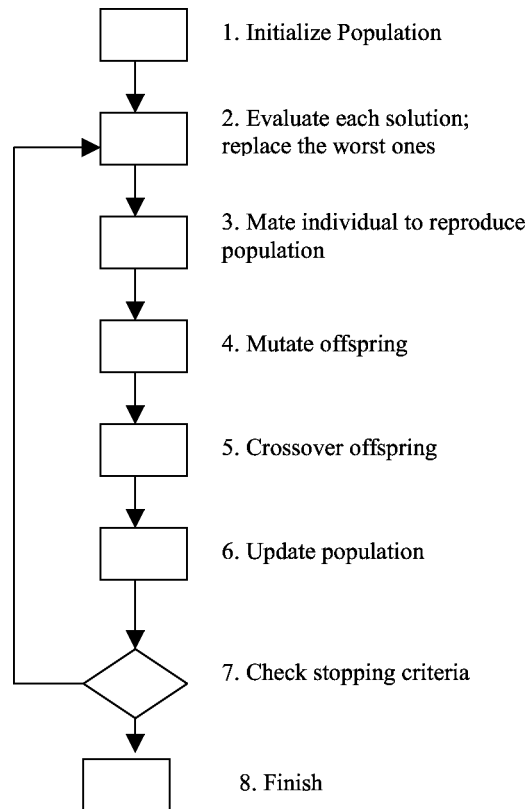 1. Initialize Population
2. Evaluate each solution;
replace the worst ones
3. Mate individual to reproduce
population
4. Mutate offspring
5. Crossover offspring
6. Update population
7. Check stopping criteria
8. Finish